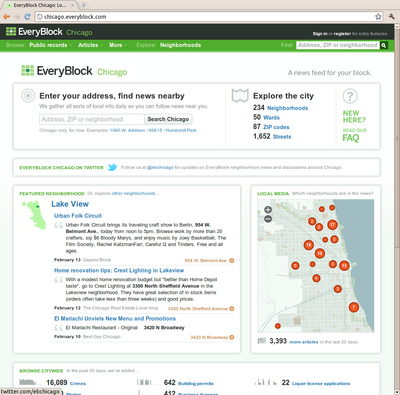 EveryBlock Chicago: Lo...
chicago.everyblock.com
EveryBlock Chicago
Sign in or register for extra features.
Browse: Public records Articles More Explore: Neighborhoods
Find: Address, ZIP or neighborhood
EveryBlock Chicago
A news feed for your block.
Enter your address, find news nearby
We gather all sorts of local info daily so you can follow news near you.
Address, ZIP or neighborhood
Search Chicago
Chicago only, for now. Examples: 1060 W. Addison / 60615 / Humboldt Park
Explore the city
234 Neighborhoods
50 Wards
87 ZIP codes
1,652 Streets
NEW HERE?
READ OUR
FAQ
EVERYBLOCK CHICAGO ON TWITTER
Follow us at @ebchicago for updates on EveryBlock neighborhood news and discussions around Chicago.
FEATURED NEIGHBORHOOD Or, explore other neighborhoods...
Lake View
Urban Folk Circuit
Urban Folk Circuit brings its traveling craft show to Berlin, 954 W. Belmont Ave., today from noon to 5pm. Browse work by more than 20 crafters, sip $6 Bloody Marys, and enjoy music by Joey Basketball, The Film Society, Rachel KatzmanFarr, Careful Q and Tinders. Free and all ages.
February 13 Gapers Block
954 W. Belmont Ave.
Home renovation tips: Crest Lighting in Lakeview
With a modest home renovation budget but "better than Home Depot taste", go to Crest Lighting at 3300 North Sheffield Avenue in the Lakeview neighborhood. They have great selection of in stock items (orders often take less than three weeks) and good prices.
February 12 The Chicago Real Estate Local blog
3300 North Sheffield Avenue
El Mariachi Unveils New Menu and Promotions
El Mariachi Restaurant - Original 3420 N Broadway
February 10 Best Gay Chicago
3420 N Broadway
LOCAL MEDIA Which neighborhoods are in the news?
3,393 more articles in the last 30 days.
BROWSE CITYWIDE In the past 30 days, we've added...
16,089 Crimes
642 Building permits
22 Liquor license applications
Photos
412
twitter.com/ebchicago